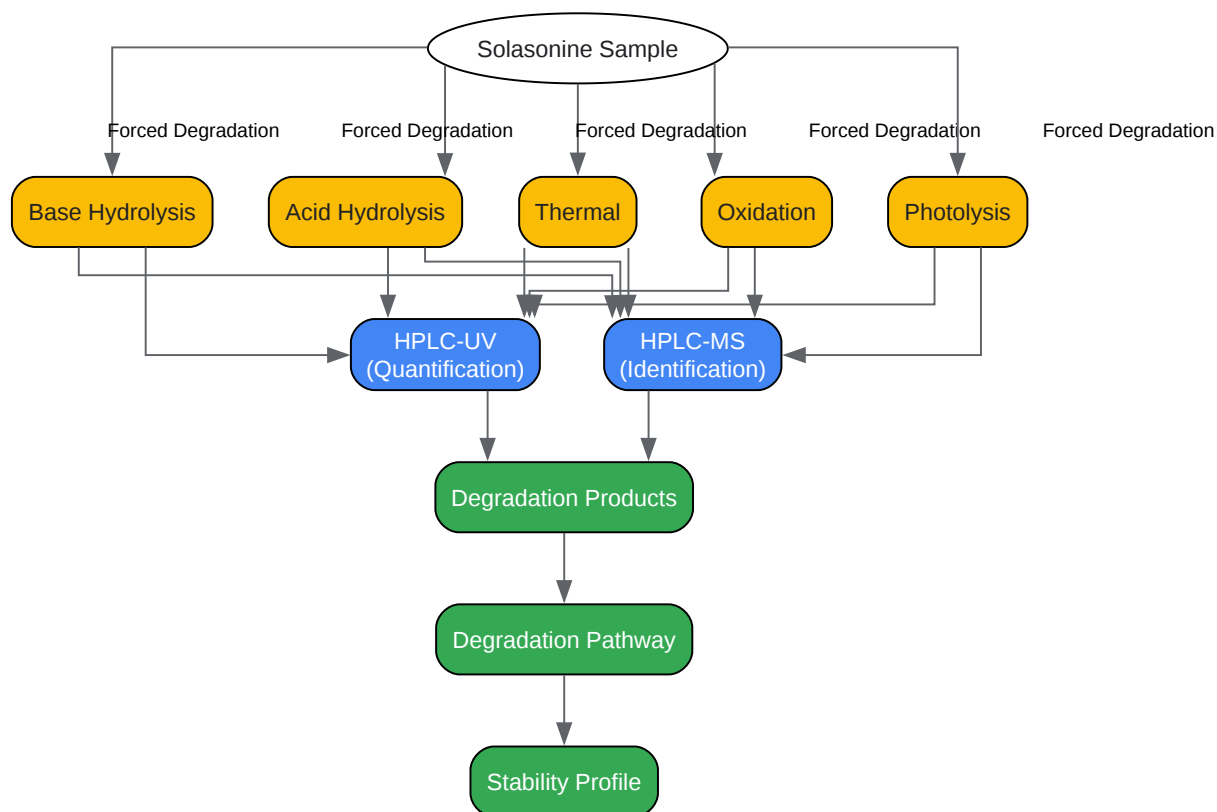 Solasonine Sample
Forced Degradation
Forced Degradation
Forced Degradation
Forced Degradation
Forced Degradation
Base Hydrolysis
Acid Hydrolysis
Thermal
Oxidation
Photolysis
HPLC-UV
(Quantification)
HPLC-MS
(Identification)
Degradation Products
Degradation Pathway
Stability Profile